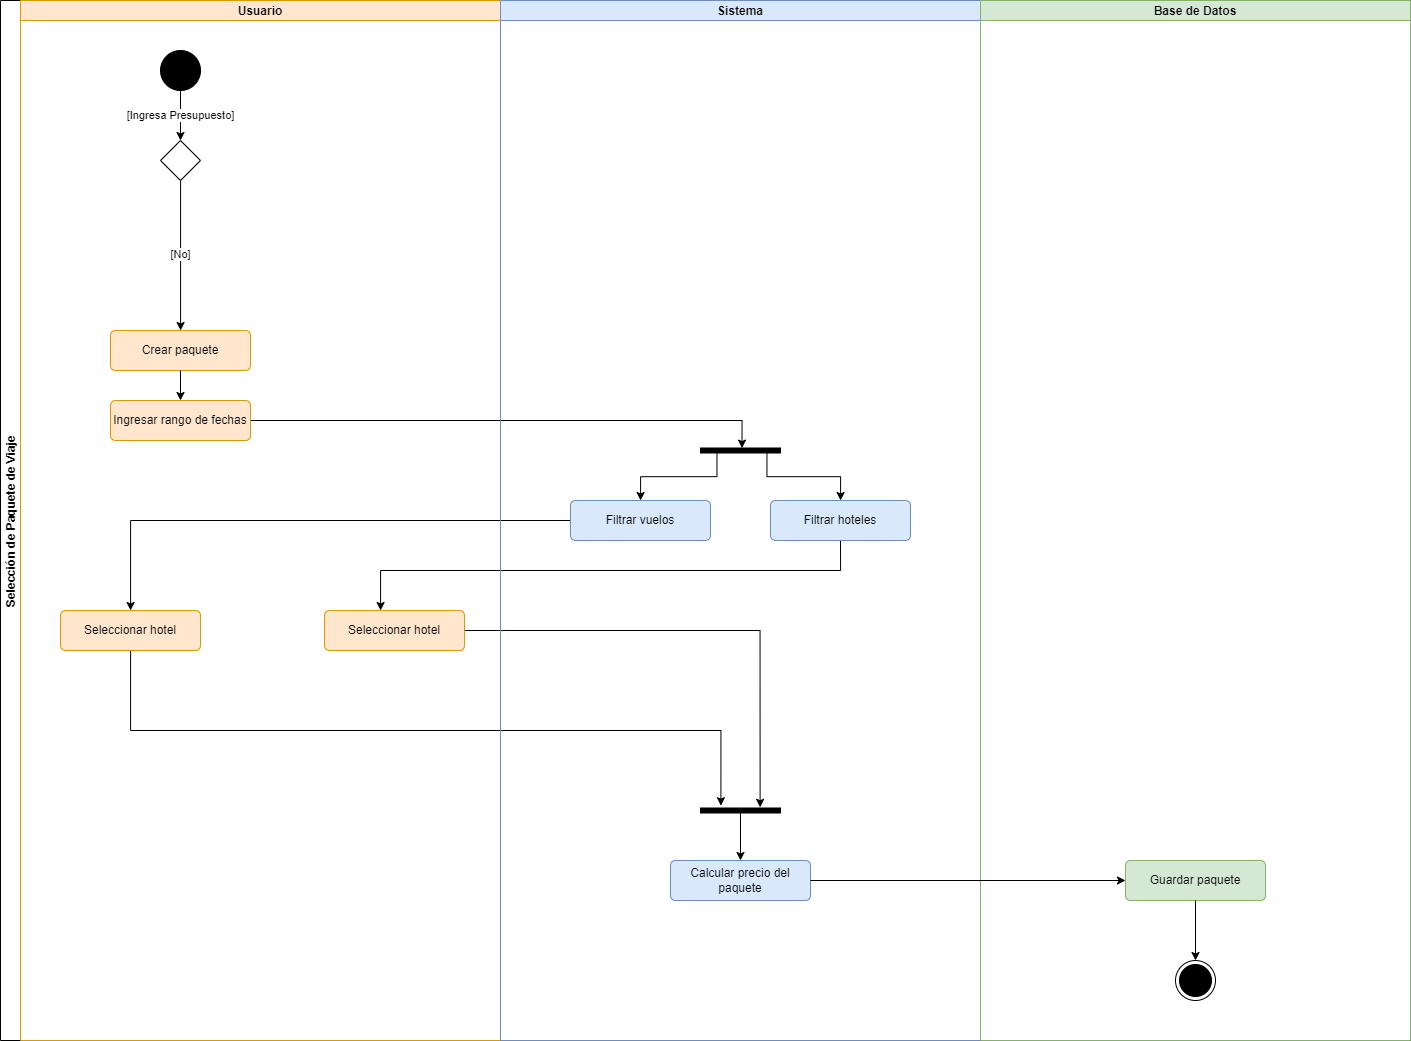 Selección de Paquete de Viaje
Usuario
Sistema
Base de Datos
[Ingresa Presupuesto]
[No]
Crear paquete
Ingresar rango de fechas
Filtrar vuelos
Filtrar hoteles
Seleccionar hotel
Seleccionar hotel
Calcular precio del
paquete
Guardar paquete